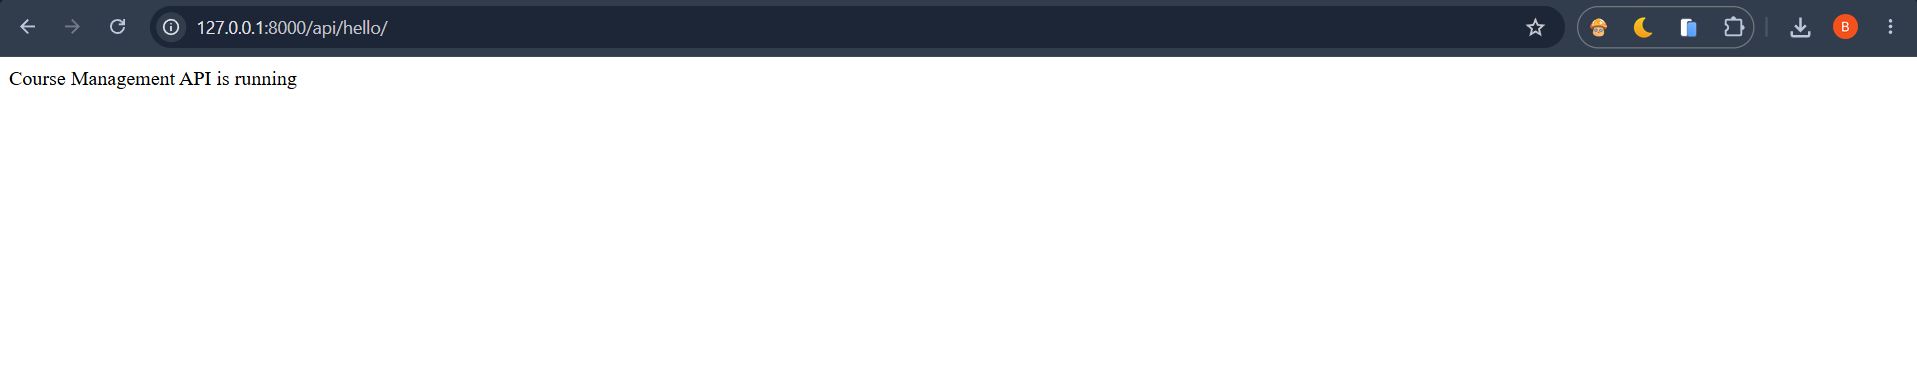 127.0.0.1:8000/api/hello/
B
Course Management API is running